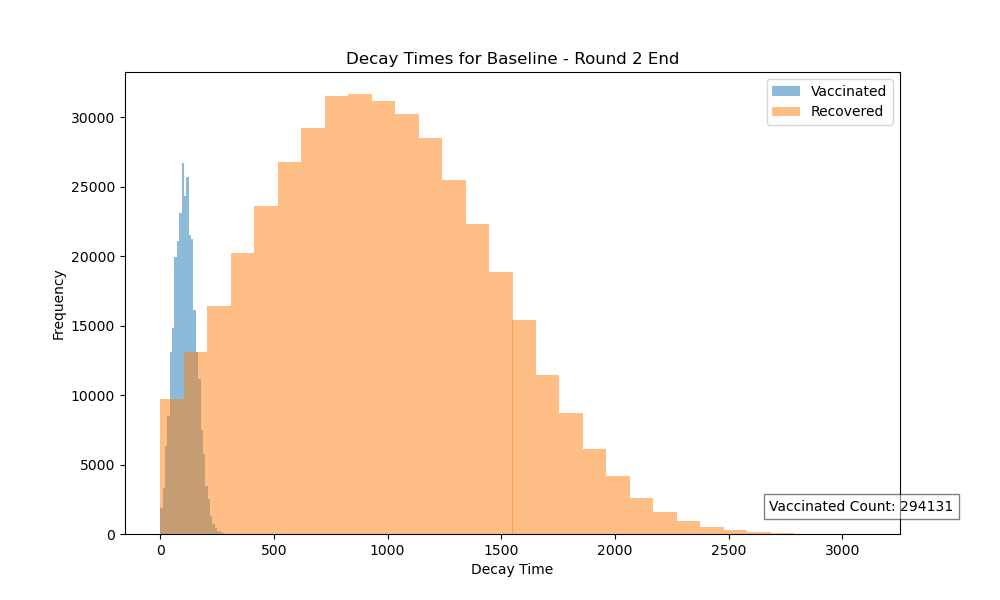 Decay Times for Baseline - Round 2 End
Vaccinated
Recovered
Frequency
30000
25000
20000
15000
10000
5000
0
Vaccinated Count: 294131
0 500 1000 1500 2000 2500 3000
Decay Time